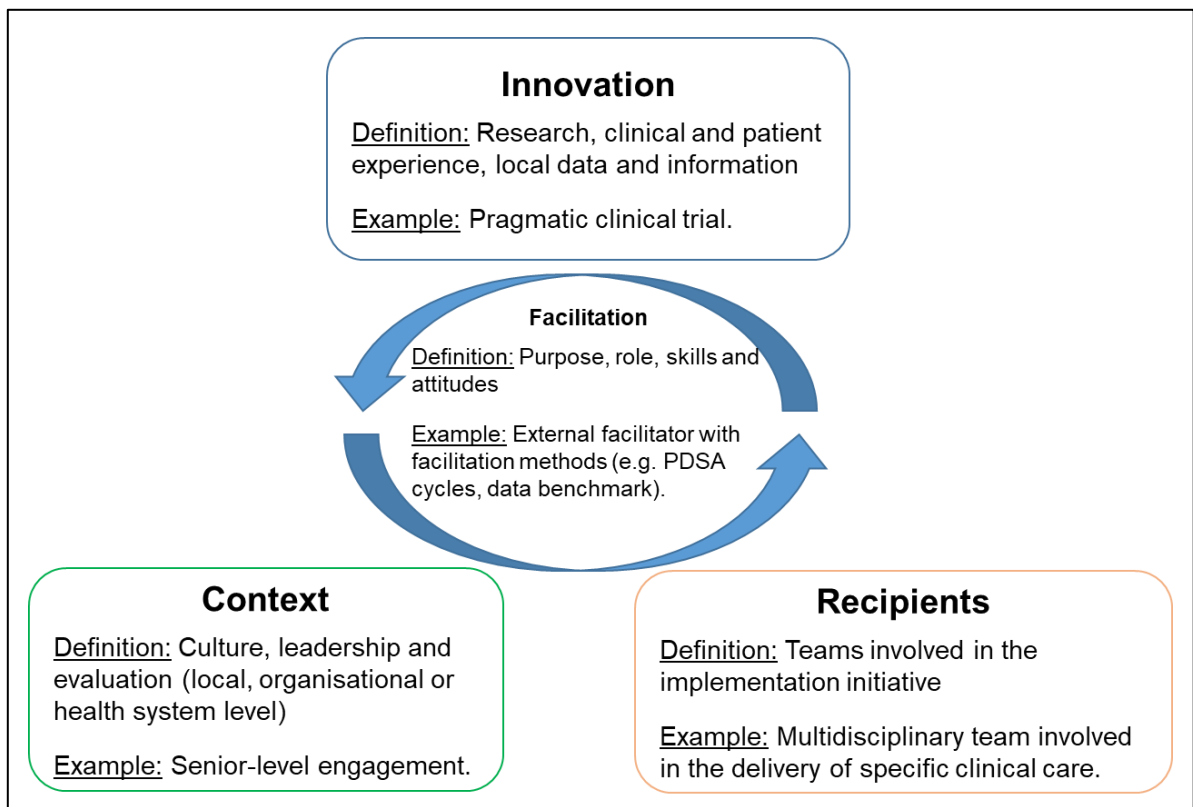 Innovation
Definition: Research, clinical and patient
experience, local data and information
Example: Pragmatic clinical trial.
Facilitation
Definition: Purpose, role, skills and
attitudes
Example: External facilitator with
facilitation methods (e.g. PDSA
cycles, data benchmark).
Context
Definition: Culture, leadership and
evaluation (local, organisational or
health system level)
Example: Senior-level engagement.
Recipients
Definition: Teams involved in the
implementation initiative
Example: Multidisciplinary team involved
in the delivery of specific clinical care.